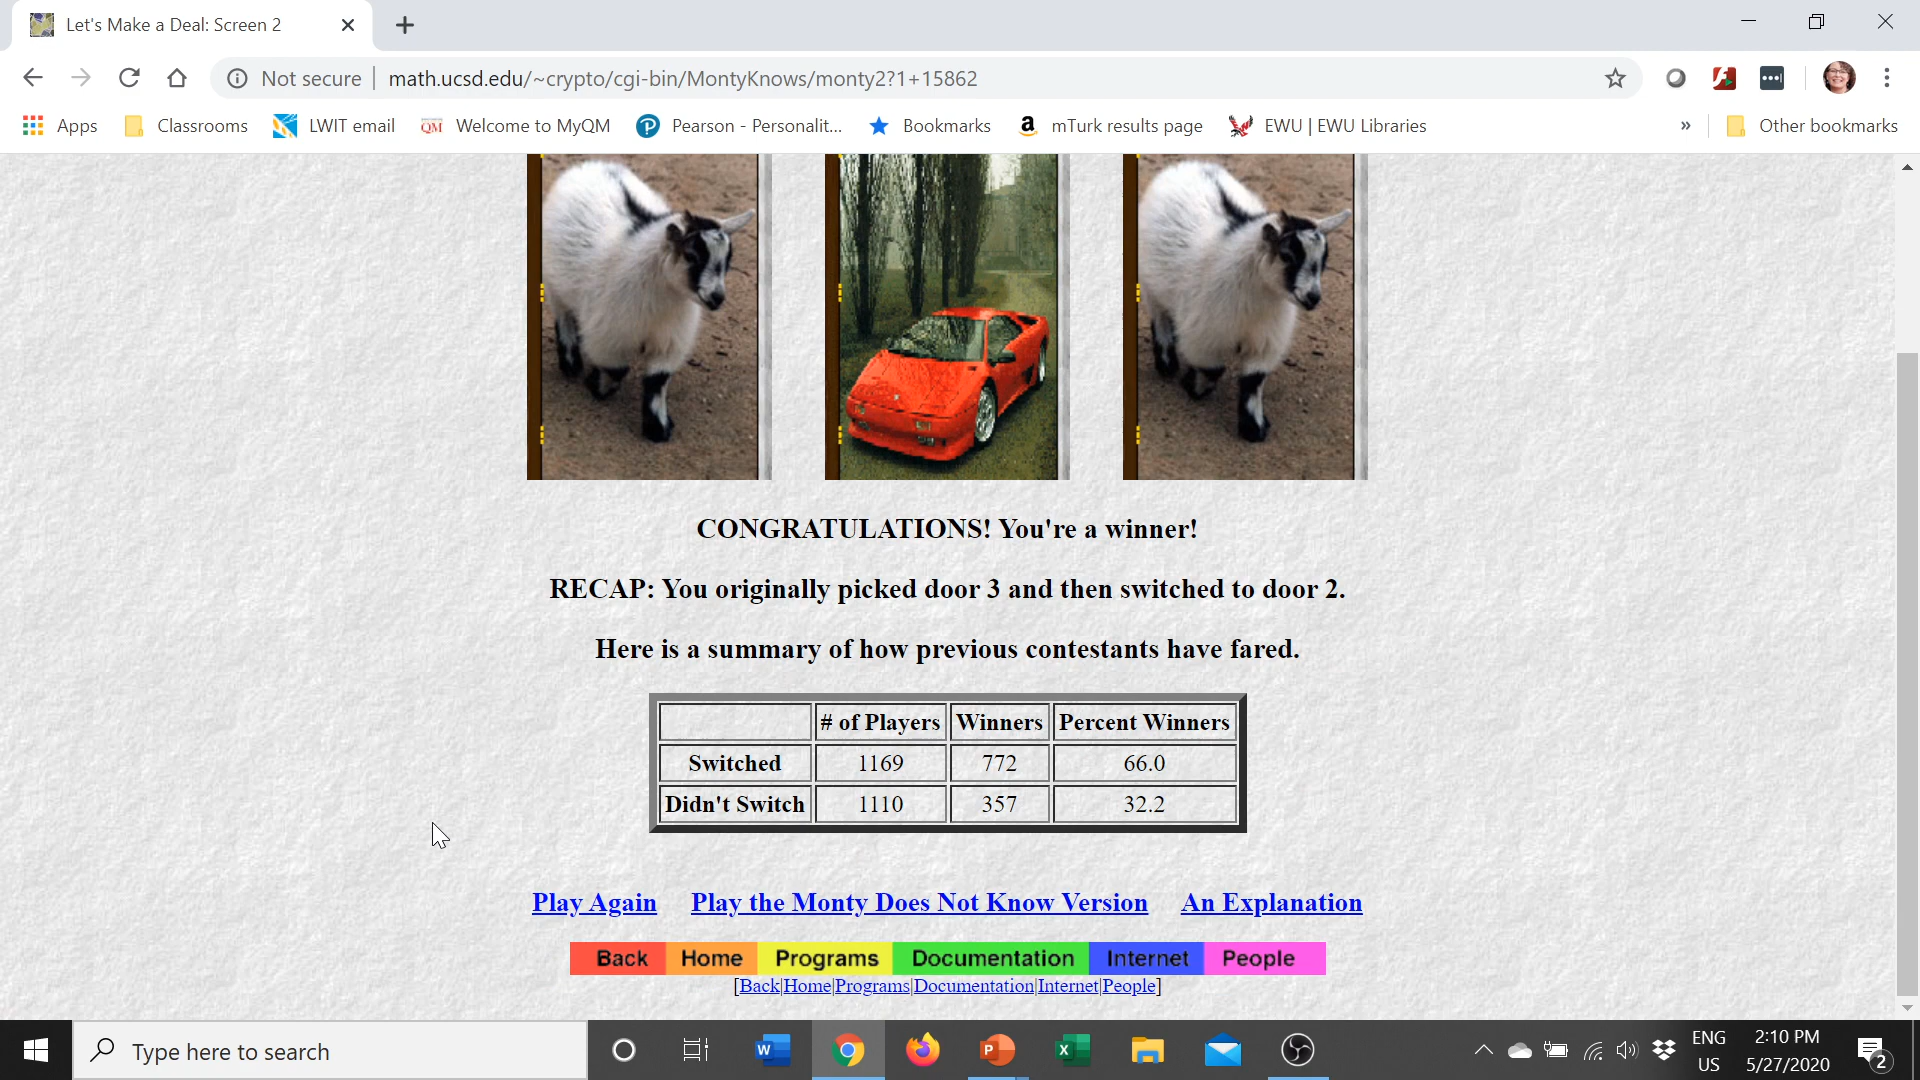 Let's Make a Deal: Screen 2
Not secure | math.ucsd.edu/~crypto/cgi-bin/MontyKnows/monty2?1+15862
Apps Classrooms LWIT email QM Welcome to MyQM Pearson - Personalit... Bookmarks a mTurk results page EWU | EWU Libraries » Other bookmarks
CONGRATULATIONS! You're a winner!
RECAP: You originally picked door 3 and then switched to door 2.
Here is a summary of how previous contestants have fared.
# of Players Winners Percent Winners
Switched 1169 772 66.0
Didn't Switch 1110 357 32.2
Play Again Play the Monty Does Not Know Version An Explanation
Back Home Programs Documentation Internet People
[Back|Home|Programs|Documentation|Internet|People]
Type here to search
ENG 2:10 PM
US 5/27/2020 2